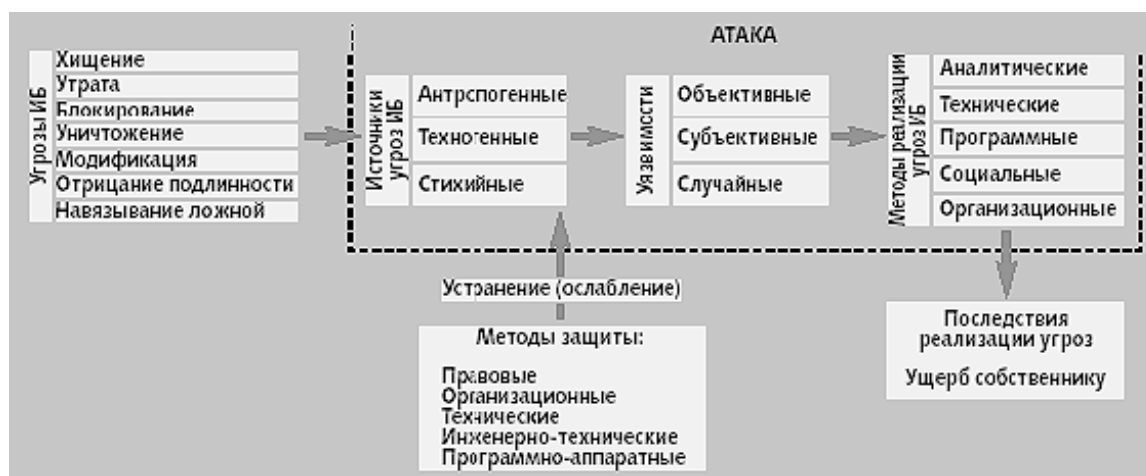 АТАКА
Угрозы ИБ
Хищение
Утрата
Блокирование
Уничтожение
Модификация
Отрицание подлинности
Навязывание ложной
Источники
угроз ИБ
Антрспогенные
Техногенные
Стихийные
Уязвимости
Объективные
Субъективные
Случайные
Методы реализации
угроз ИБ
Аналитические
Технические
Программные
Социальные
Организационные
Устранение (ослабление)
Методы защиты:
Правовые
Организационные
Технические
Инженерно-технические
Программно-аппаратные
Последствия
реализации угроз
Ущерб собственнику